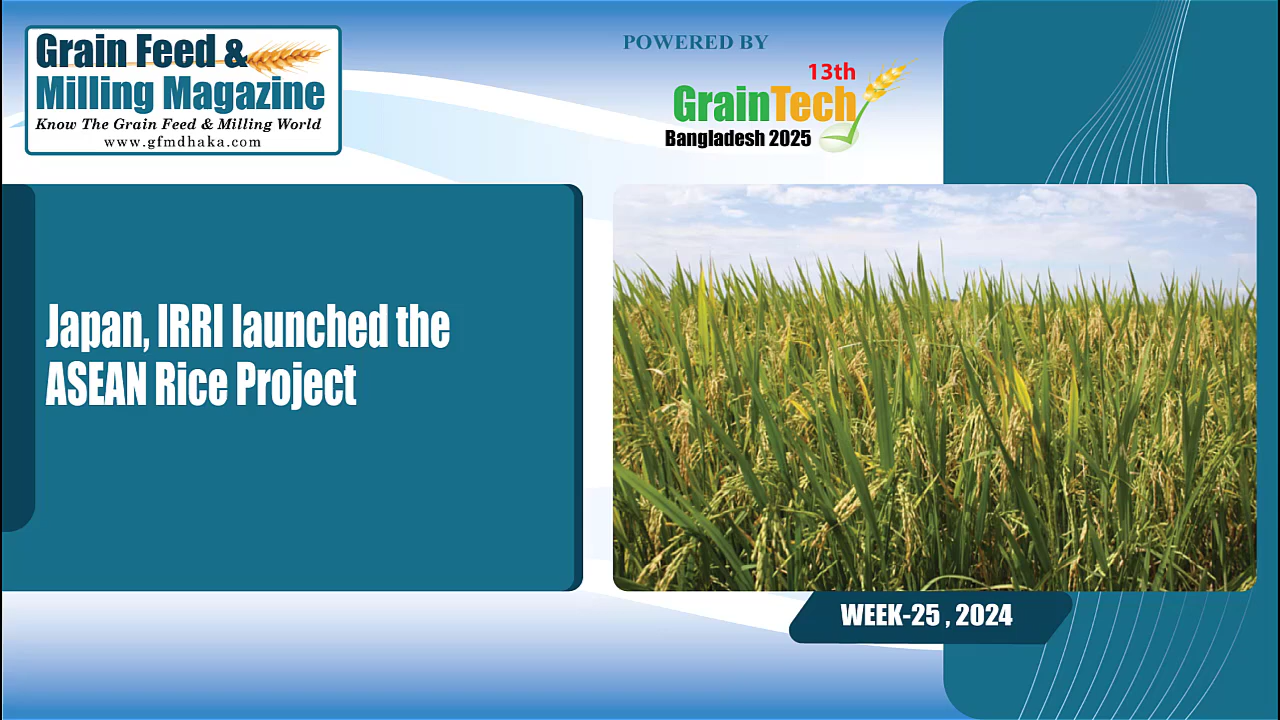 Grain Feed &
Milling Magazine
Know The Grain Feed & Milling World
www.gfmdhaka.com
POWERED BY
13th
GrainTech
Bangladesh 2025
Japan, IRRI launched the
ASEAN Rice Project
WEEK-25 , 2024